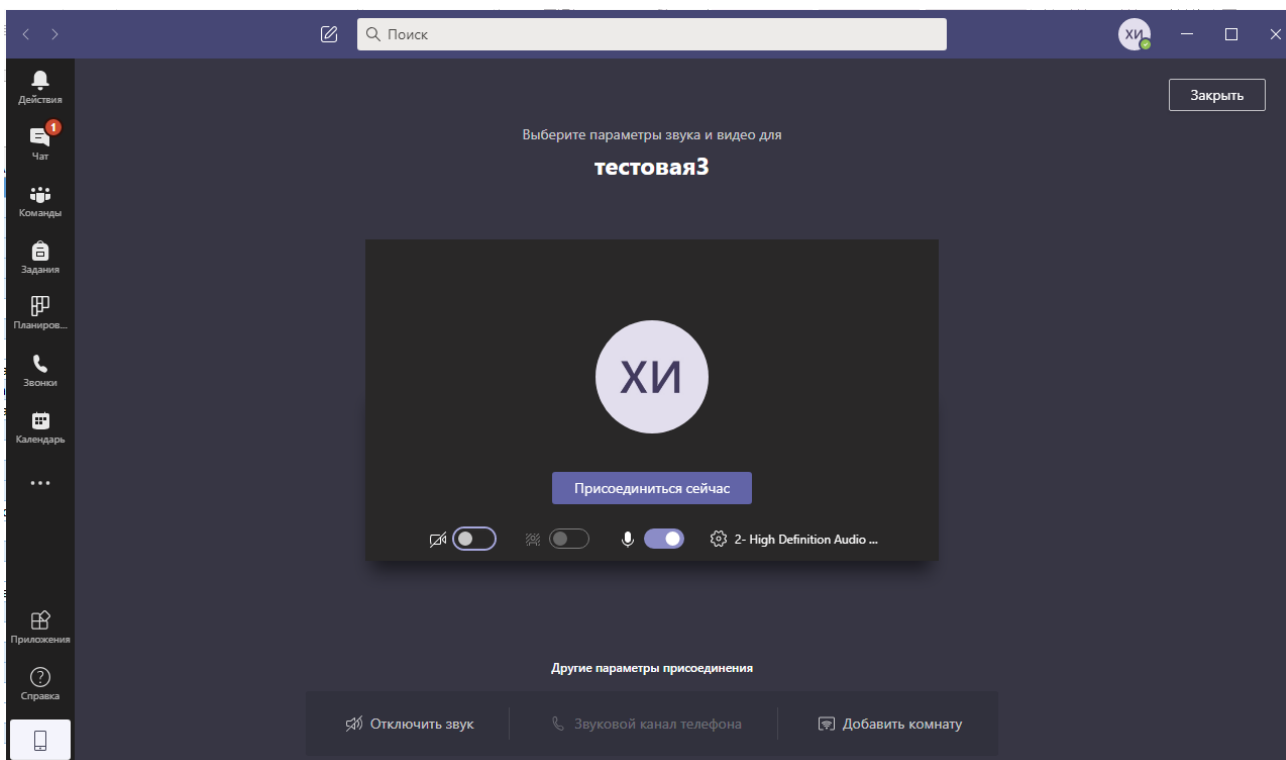 Поиск
ХИ
Действия
Закрыть
1
Чат
Выберите параметры звука и видео для
тестовая3
Команды
Задания
Планиров...
Звонки
ХИ
Календарь
Присоединиться сейчас
2- High Definition Audio ...
Приложения
Другие параметры присоединения
Справка
Отключить звук
Звуковой канал телефона
Добавить комнату